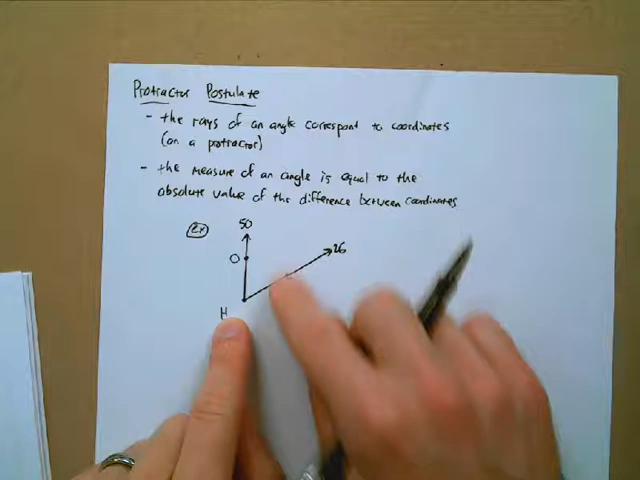 Protractor Postulate
- the rays of an angle correspont to coordinates
(on a protractor)
- the measure of an angle is equal to the
absolute value of the difference between coordinates
Ex
50
O
26
H